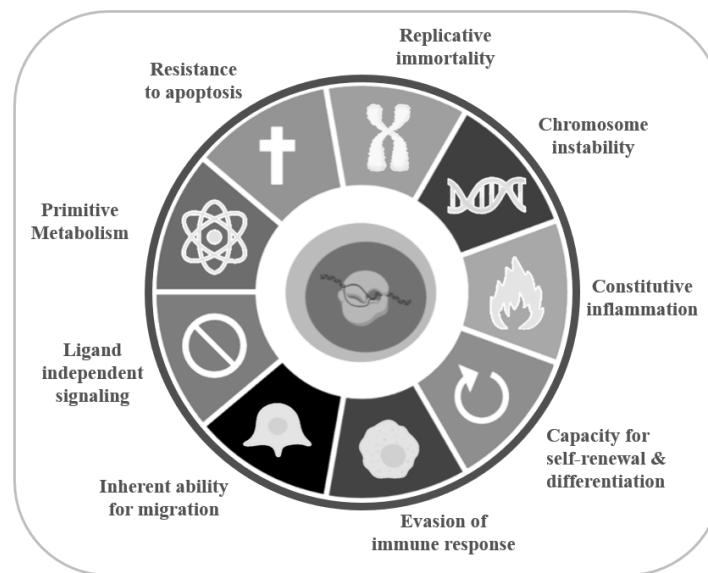 Replicative
immortality
Chromosome
instability
Constitutive
inflammation
Capacity for
self-renewal &
differentiation
Evasion of
immune response
Inherent ability
for migration
Ligand
independent
signaling
Primitive
Metabolism
Resistance
to apoptosis